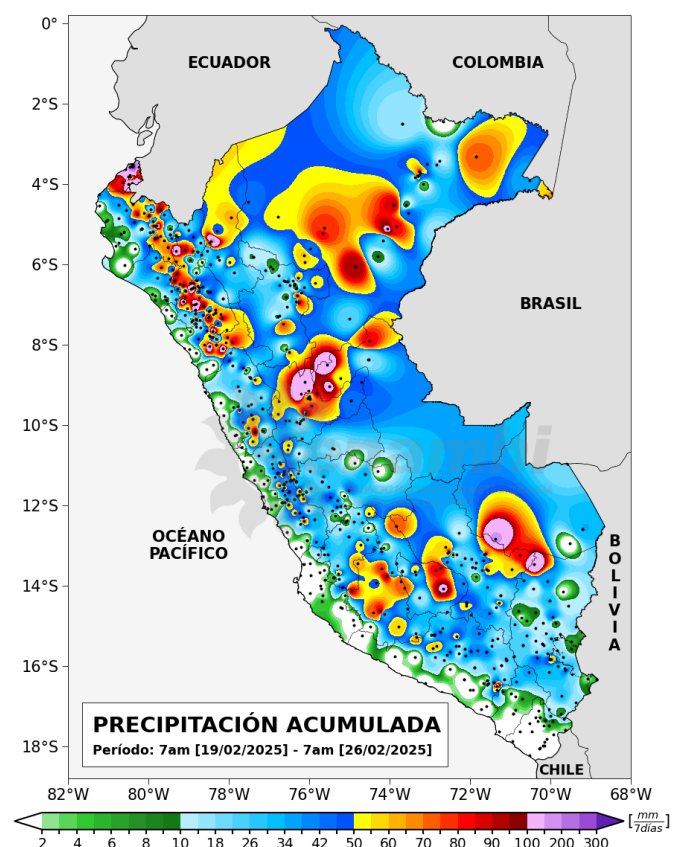 0°
2°S
4°S
6°S
8°S
10°S
12°S
14°S
16°S
18°S
ECUADOR
COLOMBIA
BRASIL
OCÉANO
PACÍFICO
B
O
L
I
V
I
A
PRECIPITACIÓN ACUMULADA
Período: 7am [19/02/2025] - 7am [26/02/2025]
CHILE
82°W 80°W 78°W 76°W 74°W 72°W 70°W 68°W
2 4 6 8 10 18 26 34 42 50 60 70 80 90 100 200 300
[mm/7días]